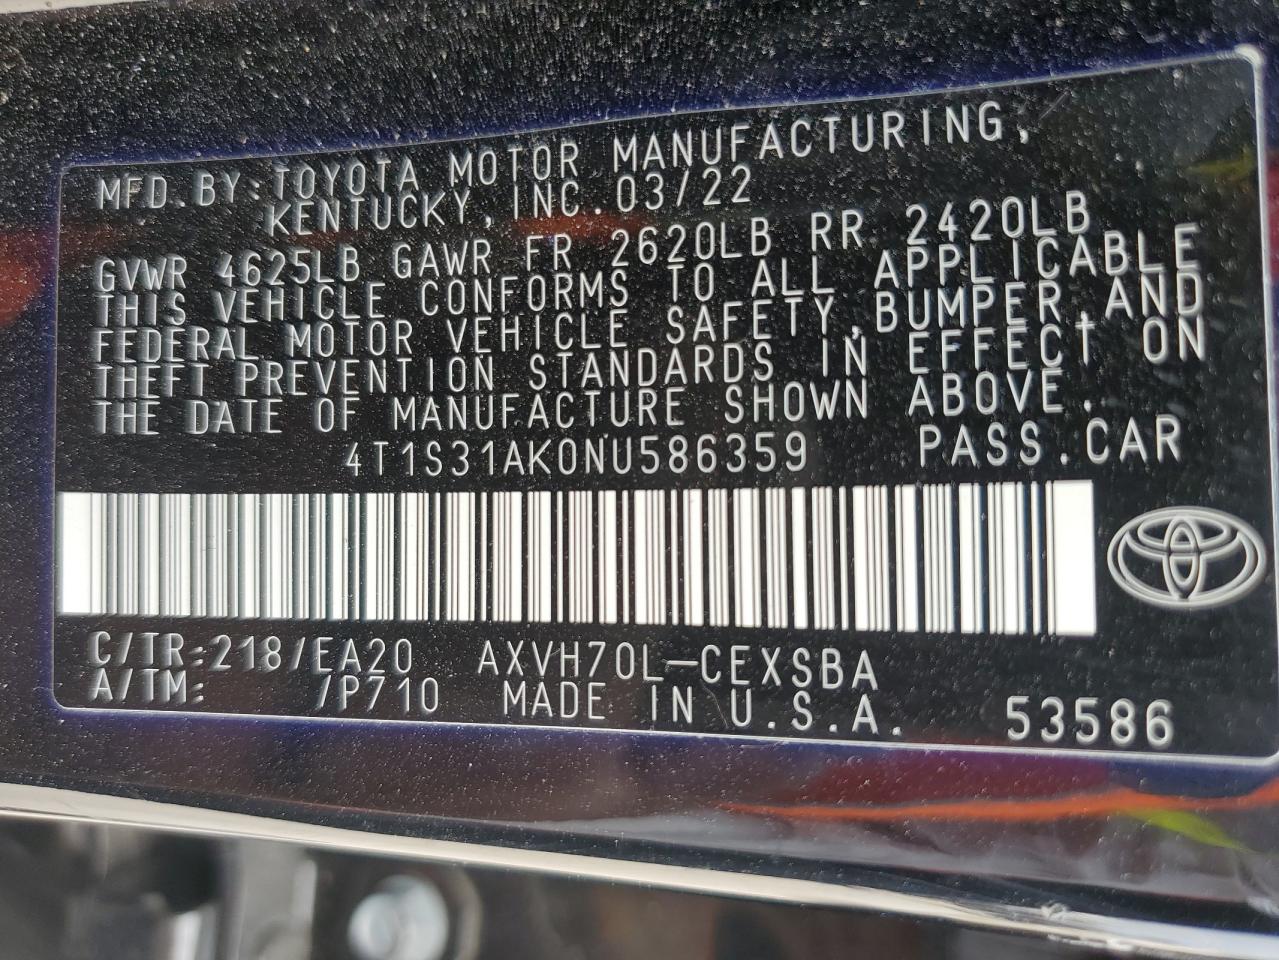 MFD.BY:TOYOTA MOTOR MANUFACTURING,
KENTUCKY,INC.03/22
GVWR 4625LB GAWR FR 2620LB RR 2420LB
THIS VEHICLE CONFORMS TO ALL APPLICABLE
FEDERAL MOTOR VEHICLE SAFETY,BUMPER,AND
THEFT PREVENTION STANDARDS IN EFFECT ON
THE DATE OF MANUFACTURE SHOWN ABOVE.
4T1S31AK0NU586359 PASS.CAR
C/TR:218/EA20 AXVH70L-CEXSBA
A/TM: /P710 MADE IN U.S.A. 53586